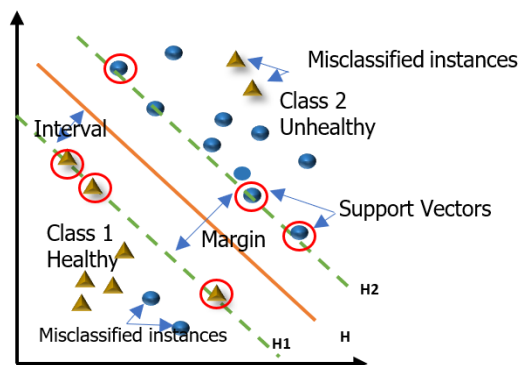 Misclassified instances
Class 2
Unhealthy
Interval
Support Vectors
Class 1
Healthy
Margin
H2
Misclassified instances
H1
H